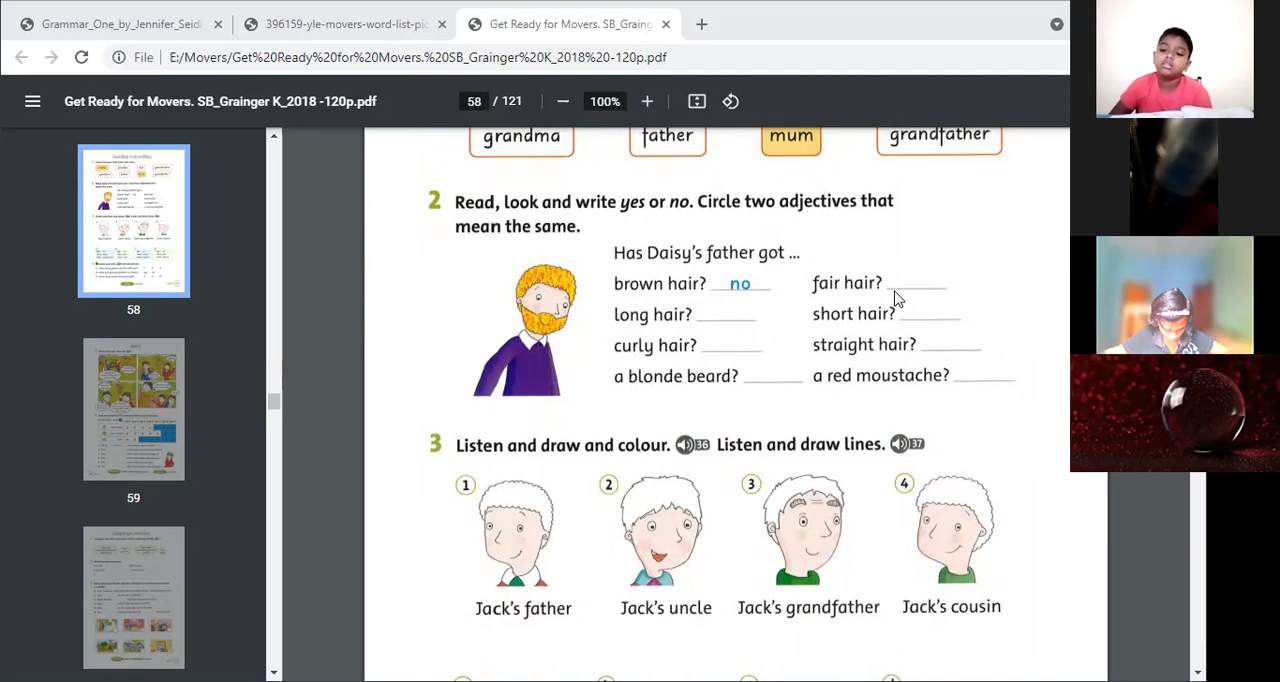 Grammar_One_by_Jennifer_Seidl
396159-yle-movers-word-list-pic
Get Ready for Movers. SB_Grainge
File
E:/Movers/Get%20Ready%20for%20Movers.%20SB_Grainger%20K_2018%20-120p.pdf
Get Ready for Movers. SB_Grainger K_2018 -120p.pdf
58 / 121
100%
grandma father mum grandfather
2 Read, look and write yes or no. Circle two adjectives that
mean the same.
Has Daisy's father got ...
brown hair? no fair hair?
long hair? short hair?
curly hair? straight hair?
a blonde beard? a red moustache?
3 Listen and draw and colour. 36 Listen and draw lines. 37
1 2 3 4
Jack's father Jack's uncle Jack's grandfather Jack's cousin
58
59